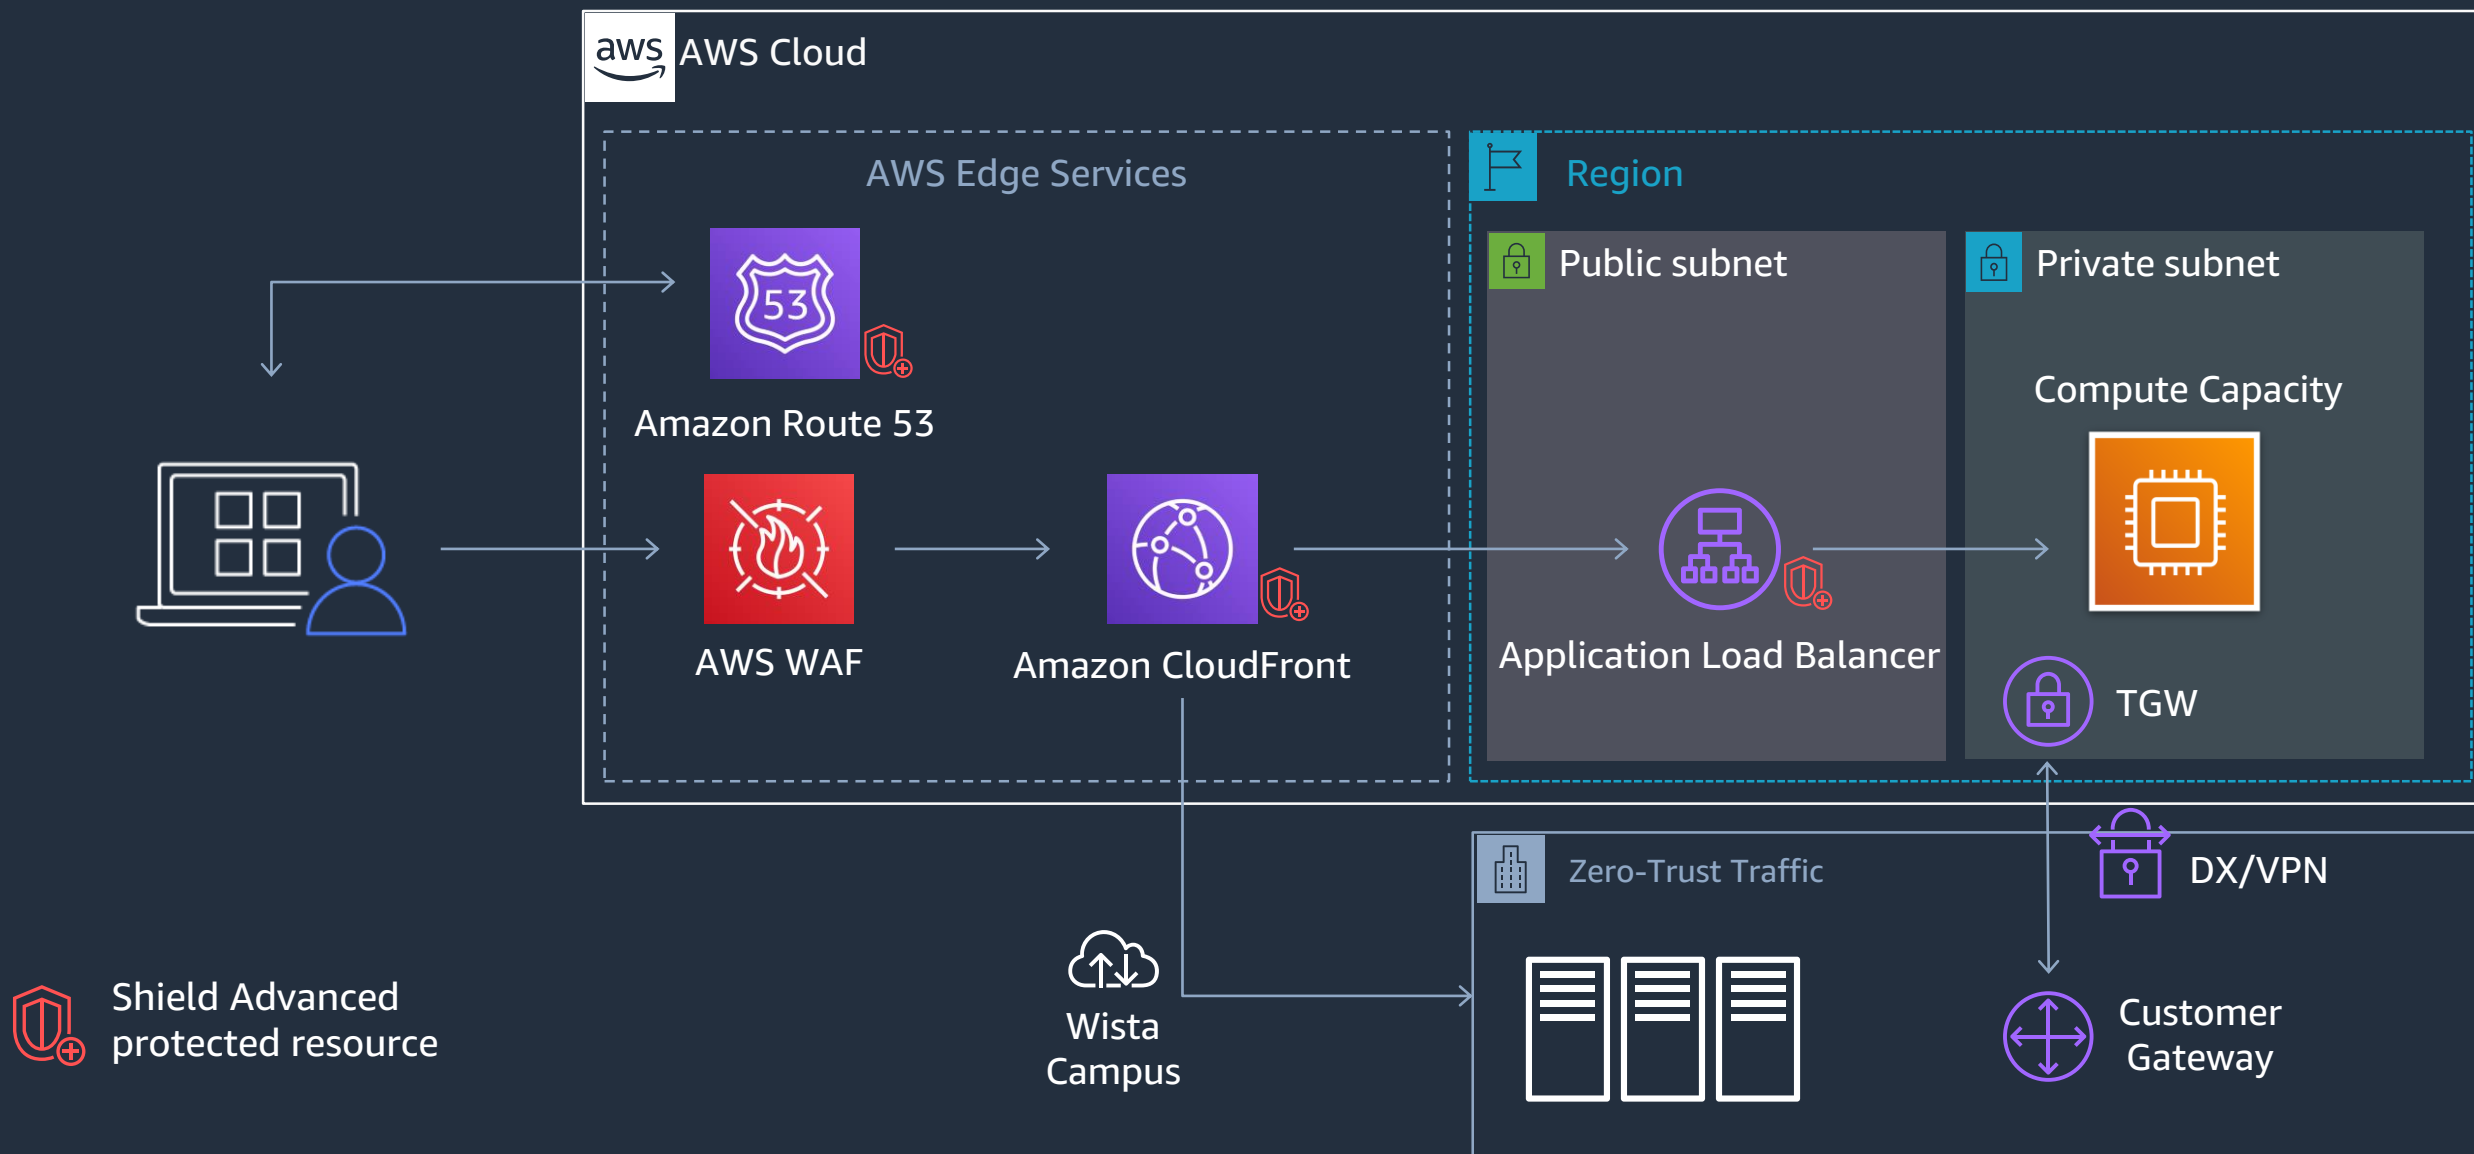 aws
AWS Cloud
AWS Edge Services
Region
Public subnet
Private subnet
53
Amazon Route 53
Compute Capacity
AWS WAF
Amazon CloudFront
Application Load Balancer
TGW
Zero-Trust Traffic
DX/VPN
Wista
Campus
Shield Advanced
protected resource
Customer
Gateway